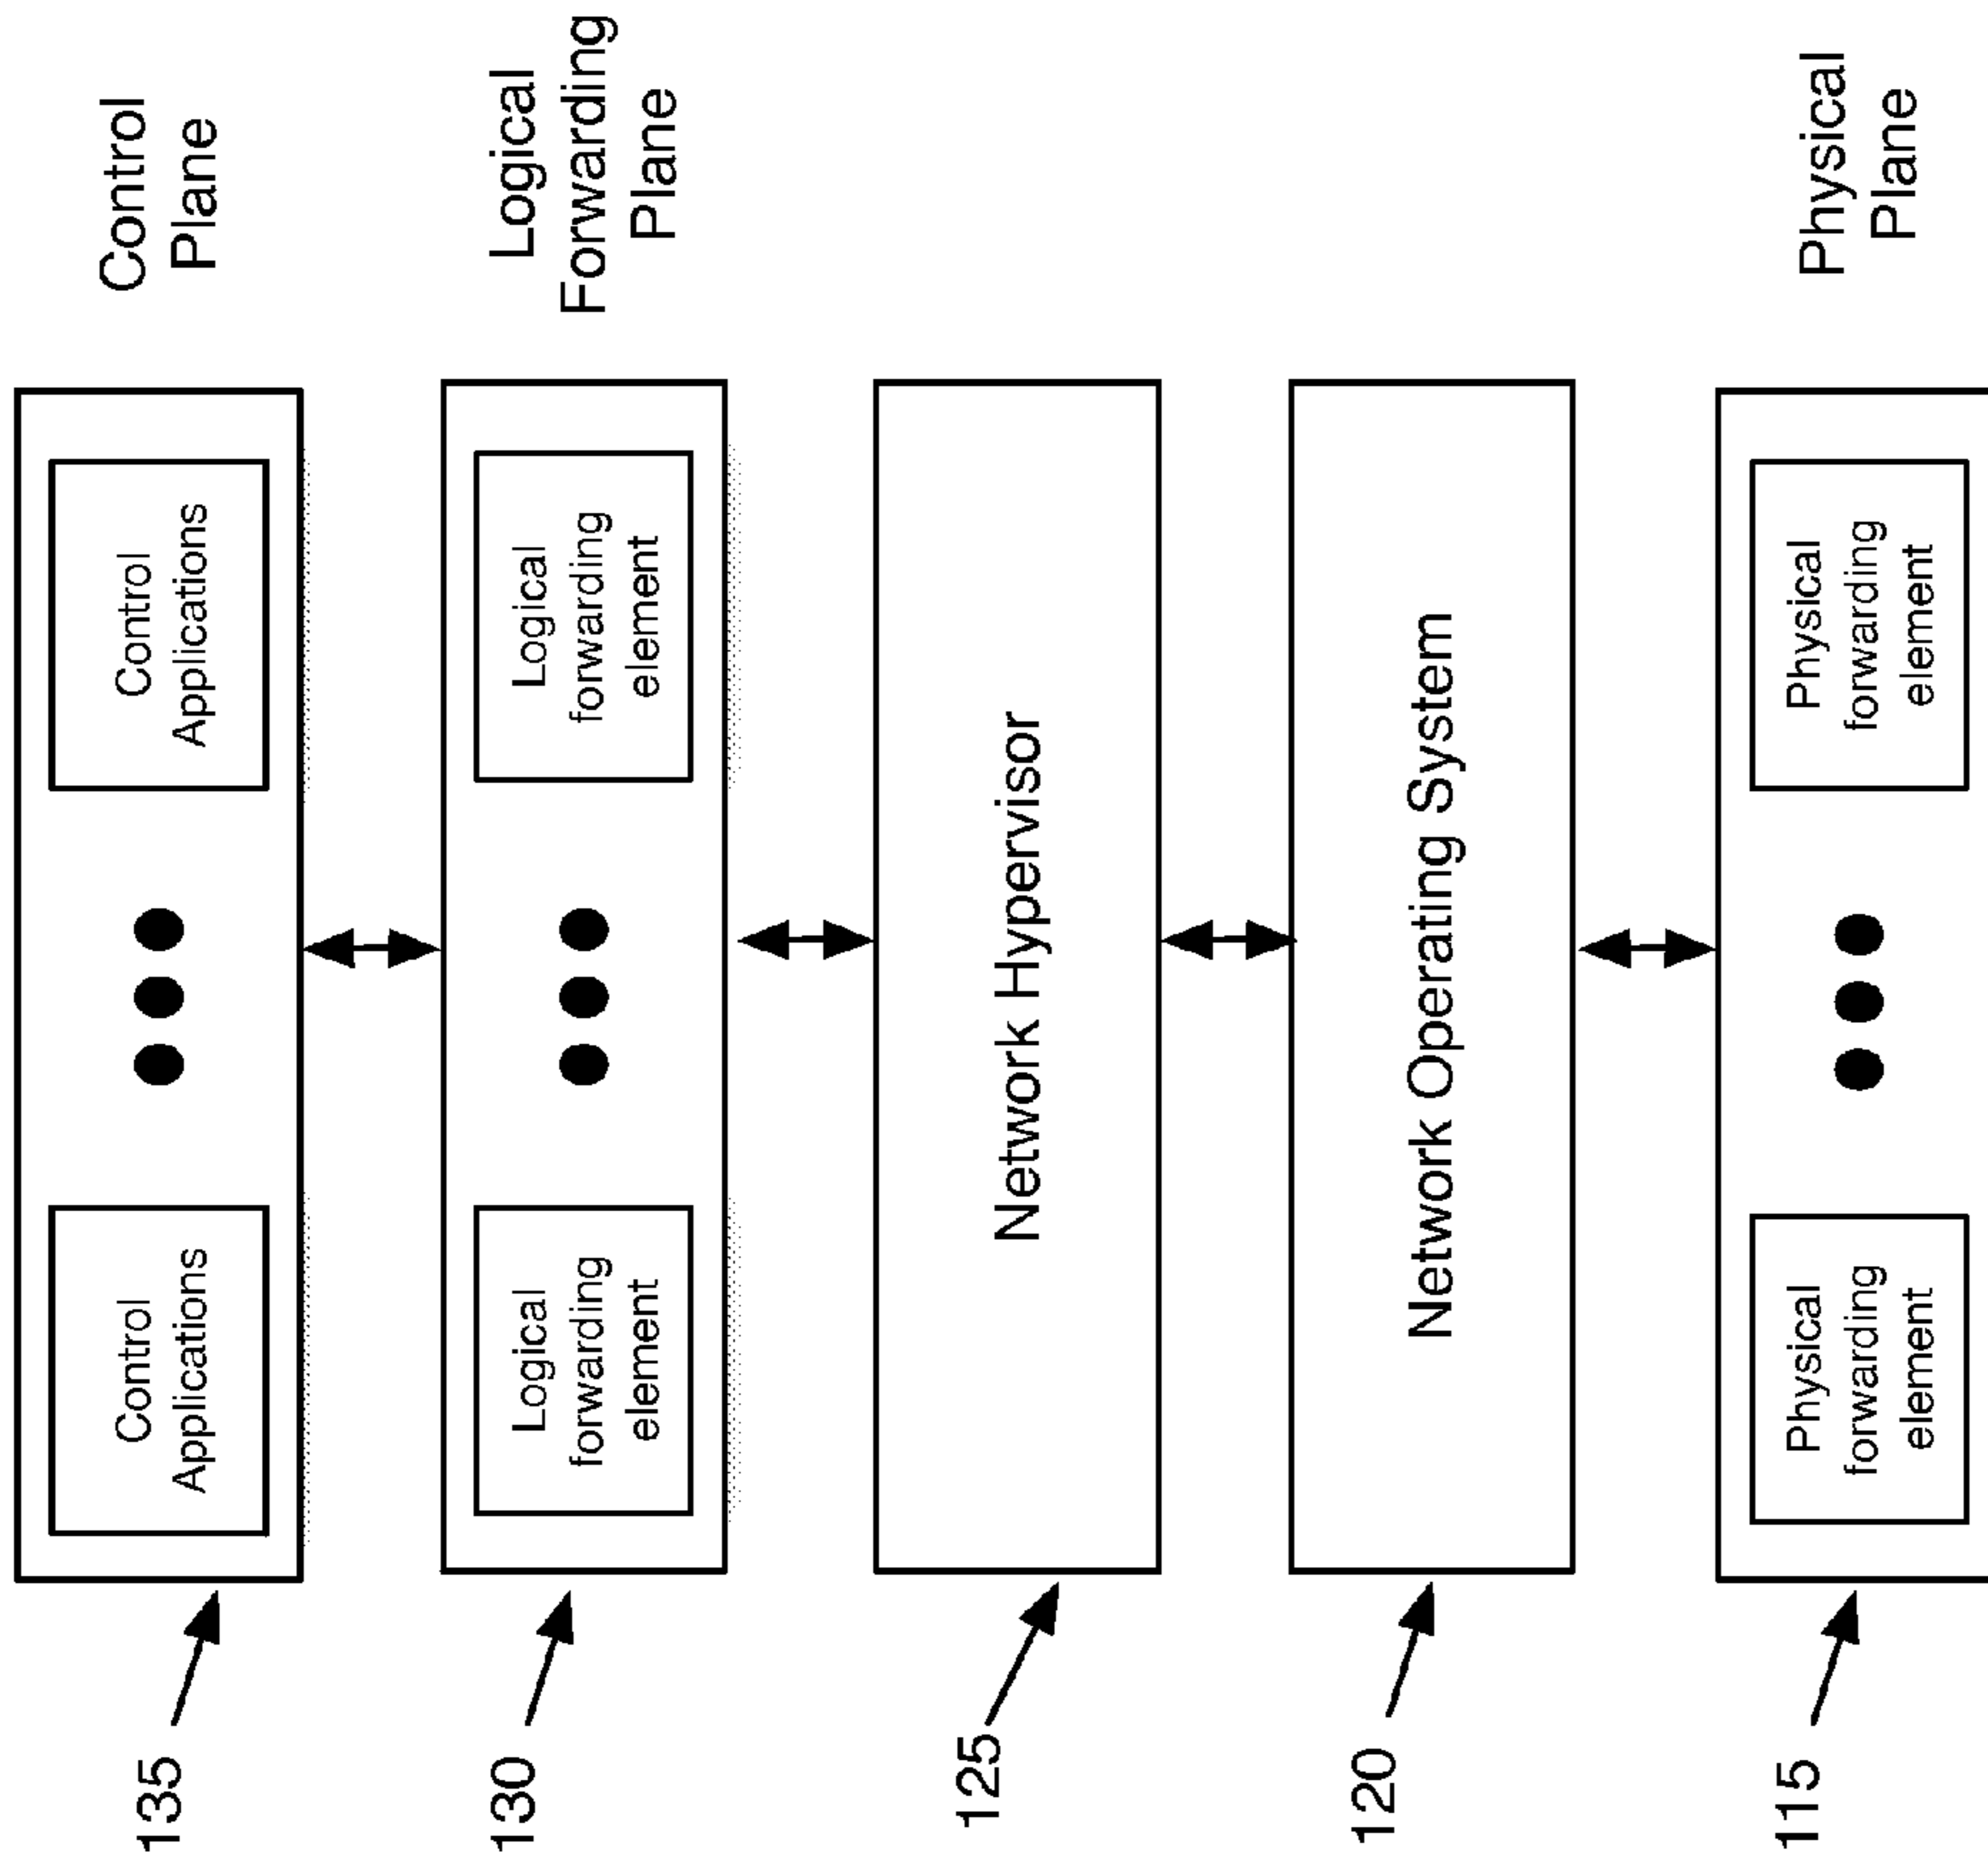 135
Control
Applications
Control
Applications
Control
Plane
130
Logical
forwarding
element
Logical
forwarding
element
Logical
Forwarding
Plane
125
Network Hypervisor
120
Network Operating System
115
Physical
forwarding
element
Physical
forwarding
element
Physical
Plane